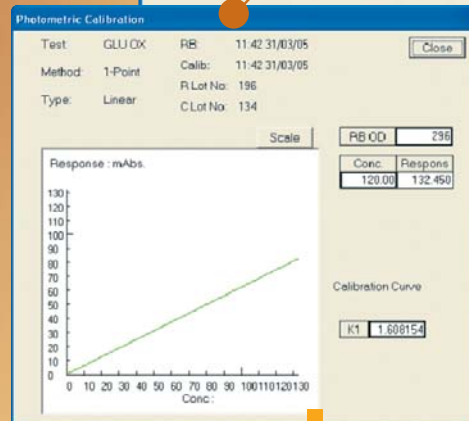 Photometric Calibration
Test GLU OX RB: 11:42 31/03/05 Close
Method: 1-Point Calib: 11:42 31/03/05
R Lot No: 196
Type: Linear C Lot No: 134
Scale RB OD 296
Response : mAbs. Conc. Respons
120.00 132.450
130
120
110
100
90
80
70
60
50
40
30
20
10
0
0 10 20 30 40 50 60 70 80 90 100 110 120 130
Conc :
Calibration Curve
K1 1.608154